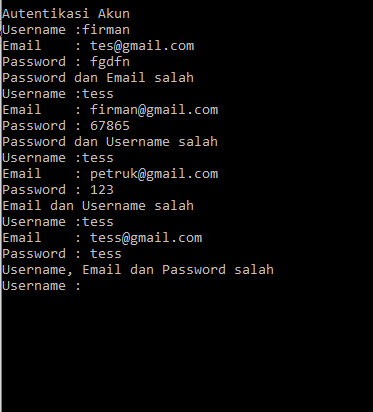 Autentikasi Akun
Username :firman
Email    : tes@gmail.com
Password : fgdfn
Password dan Email salah
Username :tess
Email    : firman@gmail.com
Password : 67865
Password dan Username salah
Username :tess
Email    : petruk@gmail.com
Password : 123
Email dan Username salah
Username :tess
Email    : tess@gmail.com
Password : tess
Username, Email dan Password salah
Username :